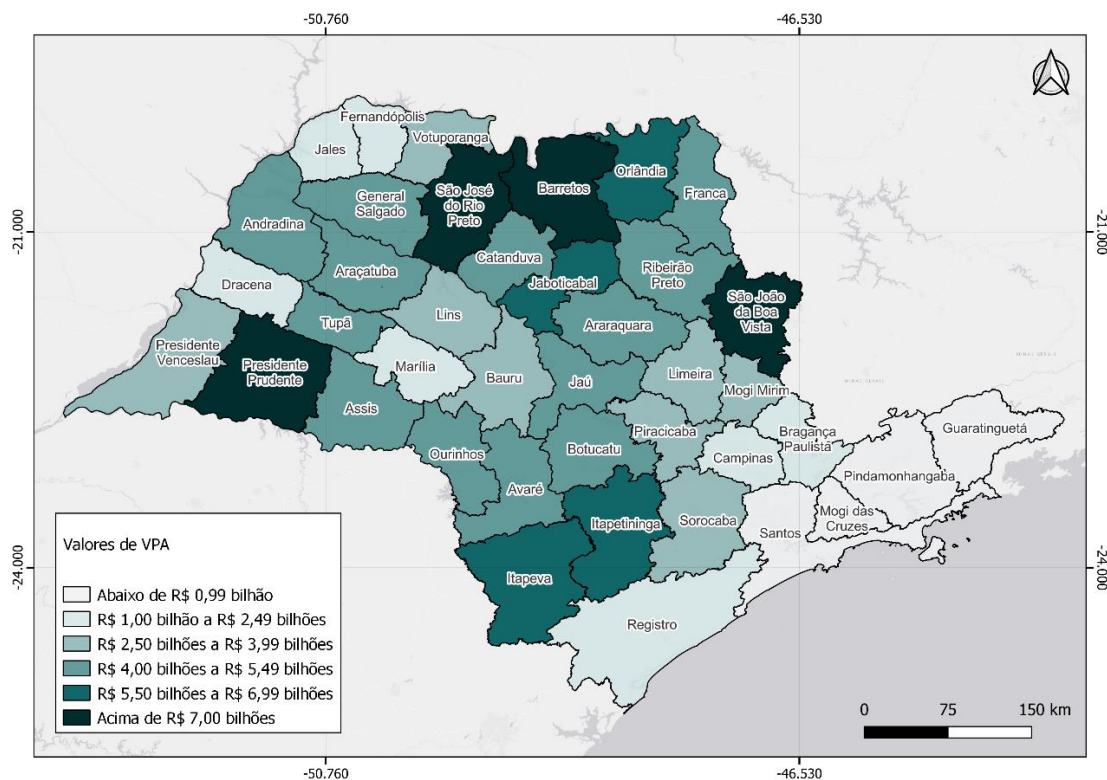 -50.760
-46.530
Fernandópolis
Jales
Votuporanga
Orlândia
São José
do Rio
Preto
Barretos
Franca
General
Salgado
Andradina
-21.000
-21.000
Catanduva
Araçatuba
Ribeirão
Preto
Jaboticabal
Dracena
São João
da Boa
Vista
Lins
Tupã
Araraquara
Presidente
Venceslau
Presidente
Prudente
Marília
Bauru
Jaú
Limeira
Mogi Mirim
MINAS GERAIS
Assis
Guaratinguetá
Piracicaba
Bragança
Paulista
Ourinhos
Botucatu
Campinas
Pindamonhangaba
Avaré
Itapetininga
Sorocaba
Santos
Mogi das
Cruzes
-24.000
-24.000
Itapeva
Registro
Valores de VPA
Abaixo de R$ 0,99 bilhão
R$ 1,00 bilhão a R$ 2,49 bilhões
R$ 2,50 bilhões a R$ 3,99 bilhões
R$ 4,00 bilhões a R$ 5,49 bilhões
R$ 5,50 bilhões a R$ 6,99 bilhões
Acima de R$ 7,00 bilhões
0 75 150 km
-50.760
-46.530